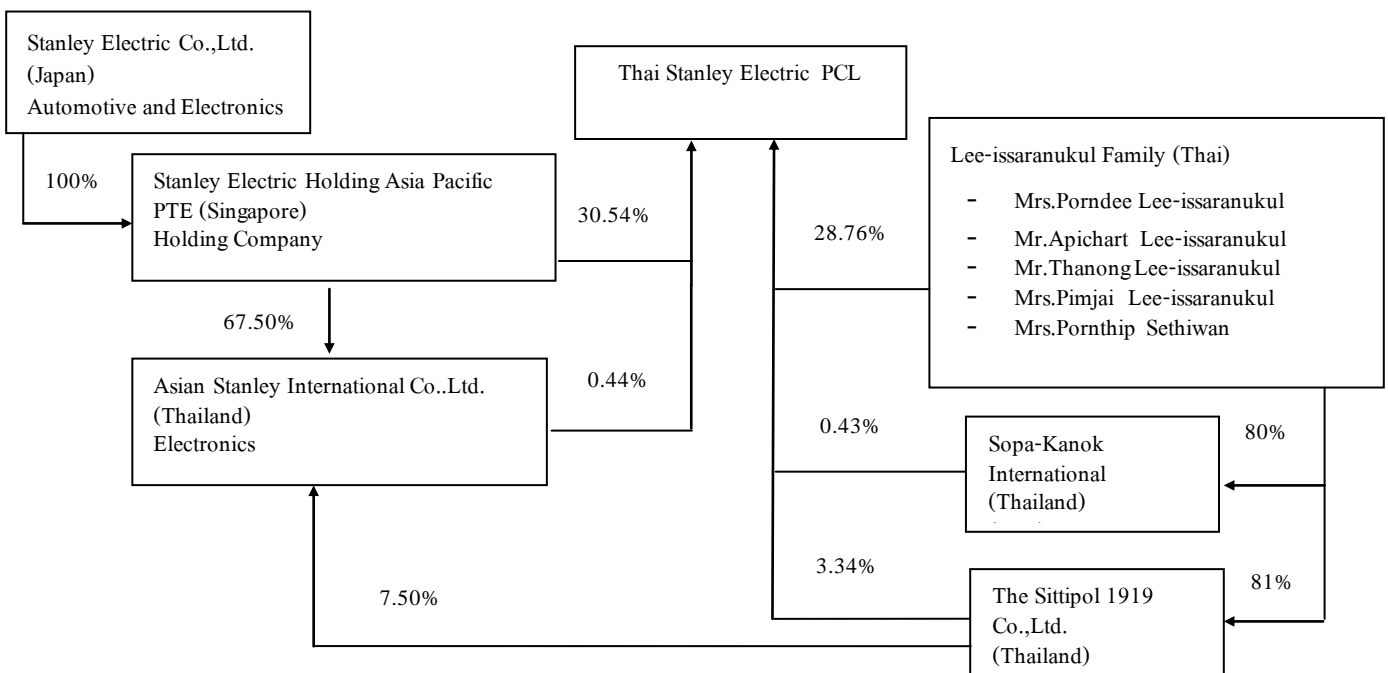 Stanley Electric Co.,Ltd.
(Japan)
Automotive and Electronics
100%
Stanley Electric Holding Asia Pacific
PTE (Singapore)
Holding Company
67.50%
Asian Stanley International Co..Ltd.
(Thailand)
Electronics
30.54%
0.44%
7.50%
Thai Stanley Electric PCL
28.76%
0.43%
3.34%
Lee-issaranukul Family (Thai)
- Mrs.Porndee Lee-issaranukul
- Mr.Apichart Lee-issaranukul
- Mr.Thanong Lee-issaranukul
- Mrs.Pimjai Lee-issaranukul
- Mrs.Pornthip Sethiwan
80%
Sopa-Kanok
International
(Thailand)
81%
The Sittipol 1919
Co.,Ltd.
(Thailand)